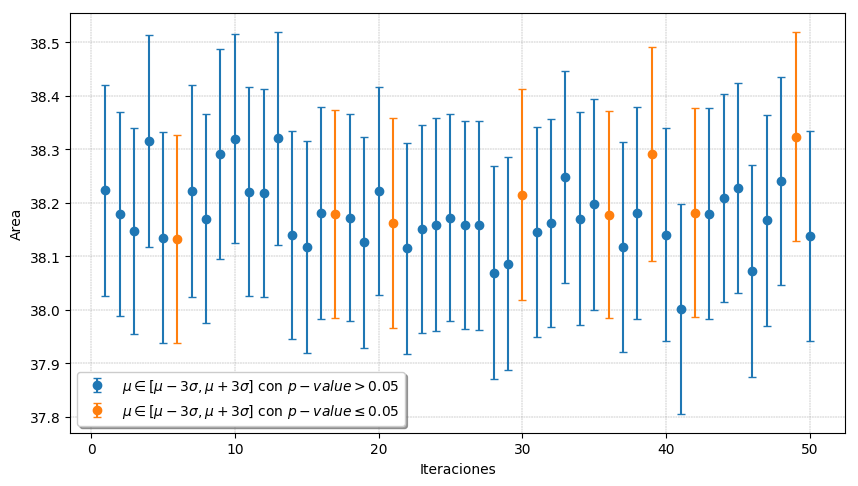 38.5
38.4
38.3
38.2
38.1
38.0
37.9
37.8
Area
μ ∈ [μ − 3σ, μ + 3σ] con p − value > 0.05
μ ∈ [μ − 3σ, μ + 3σ] con p − value ≤ 0.05
0 10 20 30 40 50
Iteraciones